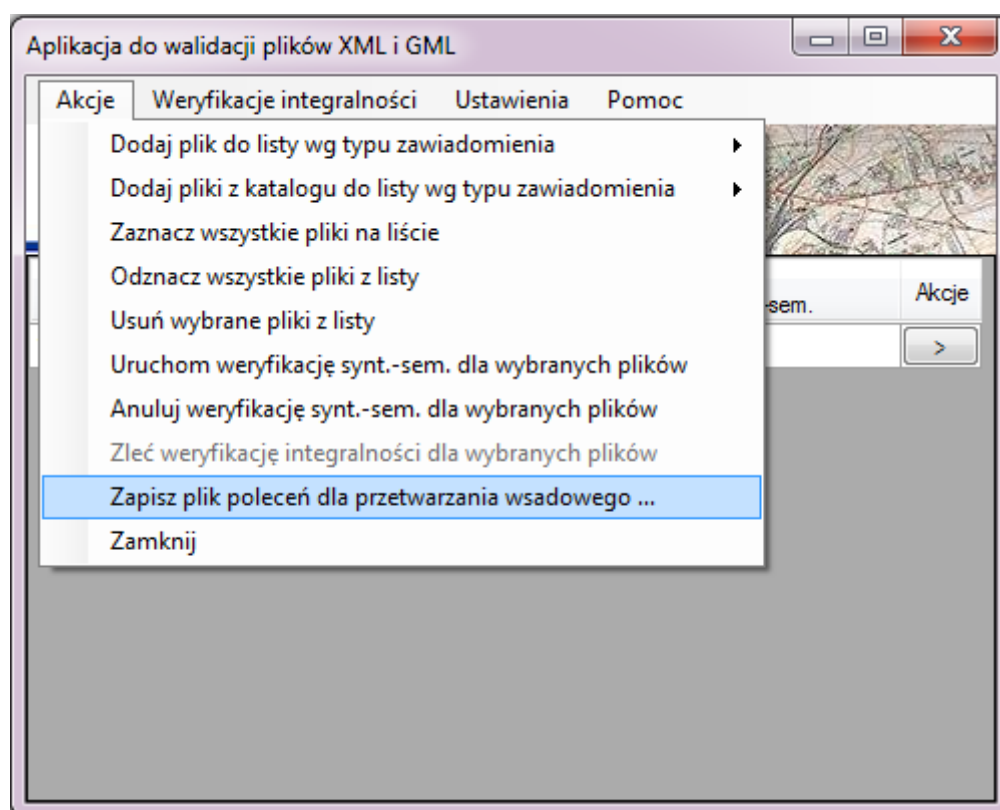 Aplikacja do walidacji plików XML i GML
Akcje Weryfikacje integralności Ustawienia Pomoc
Dodaj plik do listy wg typu zawiadomienia
Dodaj pliki z katalogu do listy wg typu zawiadomienia
Zaznacz wszystkie pliki na liście
Odznacz wszystkie pliki z listy
Usuń wybrane pliki z listy
Uruchom weryfikację synt.-sem. dla wybranych plików
Anuluj weryfikację synt.-sem. dla wybranych plików
Zleć weryfikację integralności dla wybranych plików
Zapisz plik poleceń dla przetwarzania wsadowego ...
Zamknij
-sem. Akcje
>